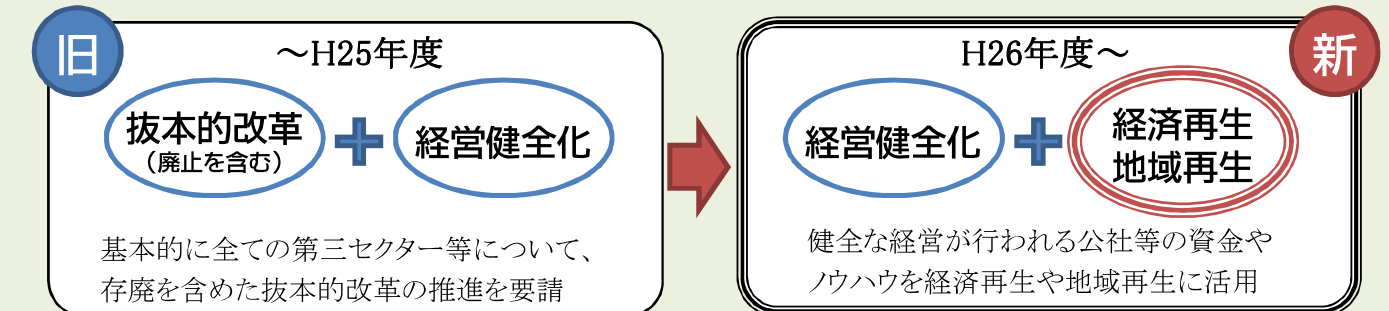 旧
～H25年度
抜本的改革
（廃止を含む）
＋
経営健全化
基本的に全ての第三セクター等について、
存廃を含めた抜本的改革の推進を要請
新
H26年度～
経営健全化
＋
経済再生
地域再生
健全な経営が行われる公社等の資金や
ノウハウを経済再生や地域再生に活用